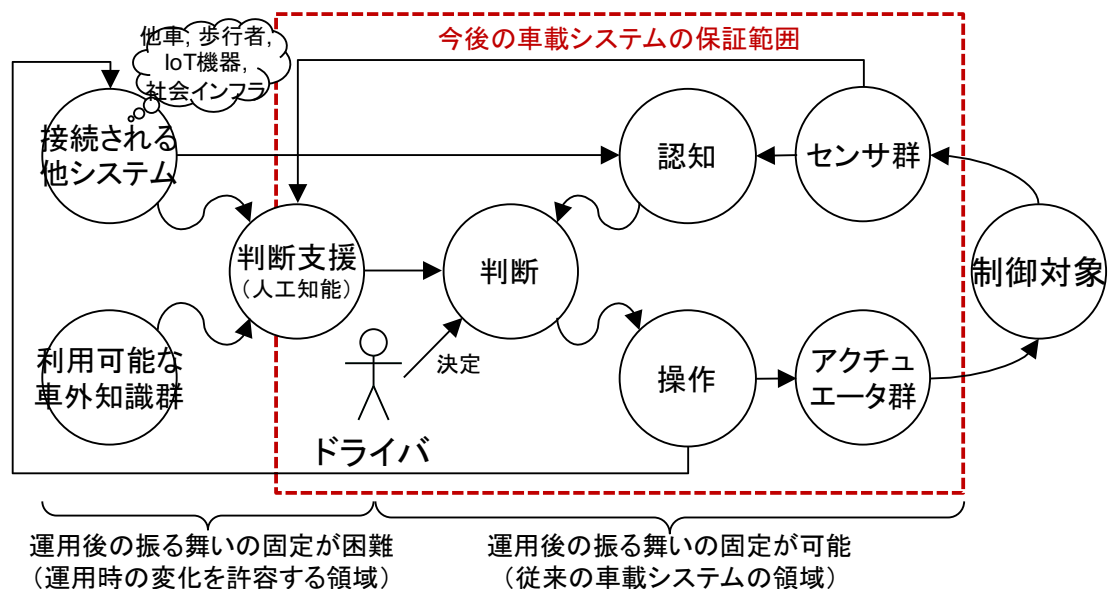 他車, 歩行者,
IoT機器,
社会インフラ
今後の車載システムの保証範囲
接続される
他システム
認知
センサ群
判断支援
（人工知能）
判断
制御対象
利用可能な
車外知識群
決定
操作
アクチュ
エータ群
ドライバ
運用後の振る舞いの固定が困難
（運用時の変化を許容する領域）
運用後の振る舞いの固定が可能
（従来の車載システムの領域）